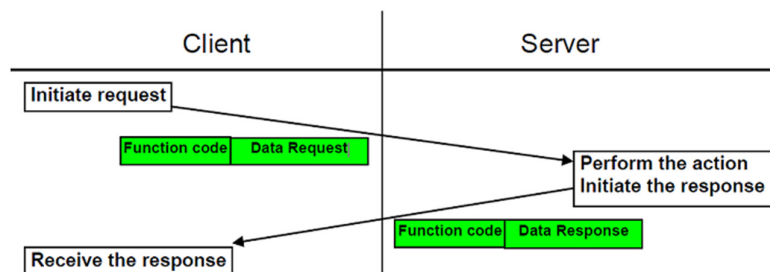 Client
Server
Initiate request
Function code
Data Request
Perform the action
Initiate the response
Function code
Data Response
Receive the response